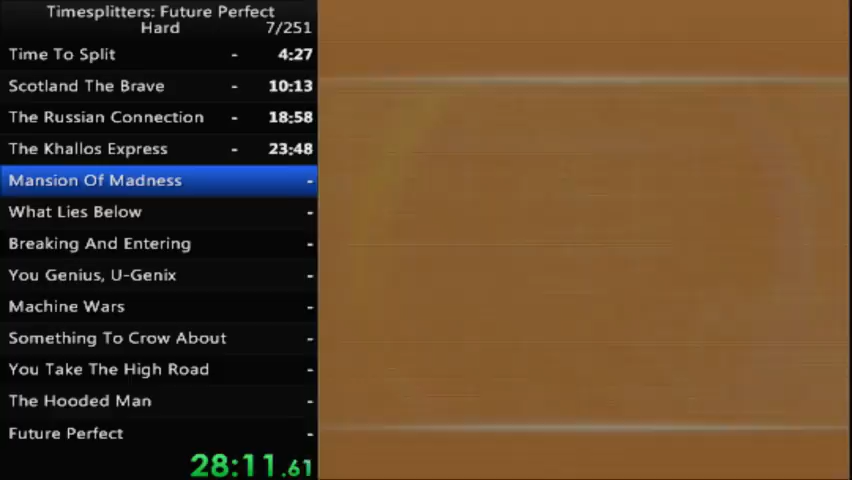 Timesplitters: Future Perfect
Hard 7/251
Time To Split - 4:27
Scotland The Brave - 10:13
The Russian Connection - 18:58
The Khallos Express - 23:48
Mansion Of Madness -
What Lies Below -
Breaking And Entering -
You Genius, U-Genix -
Machine Wars -
Something To Crow About -
You Take The High Road -
The Hooded Man -
Future Perfect -
28:11.61